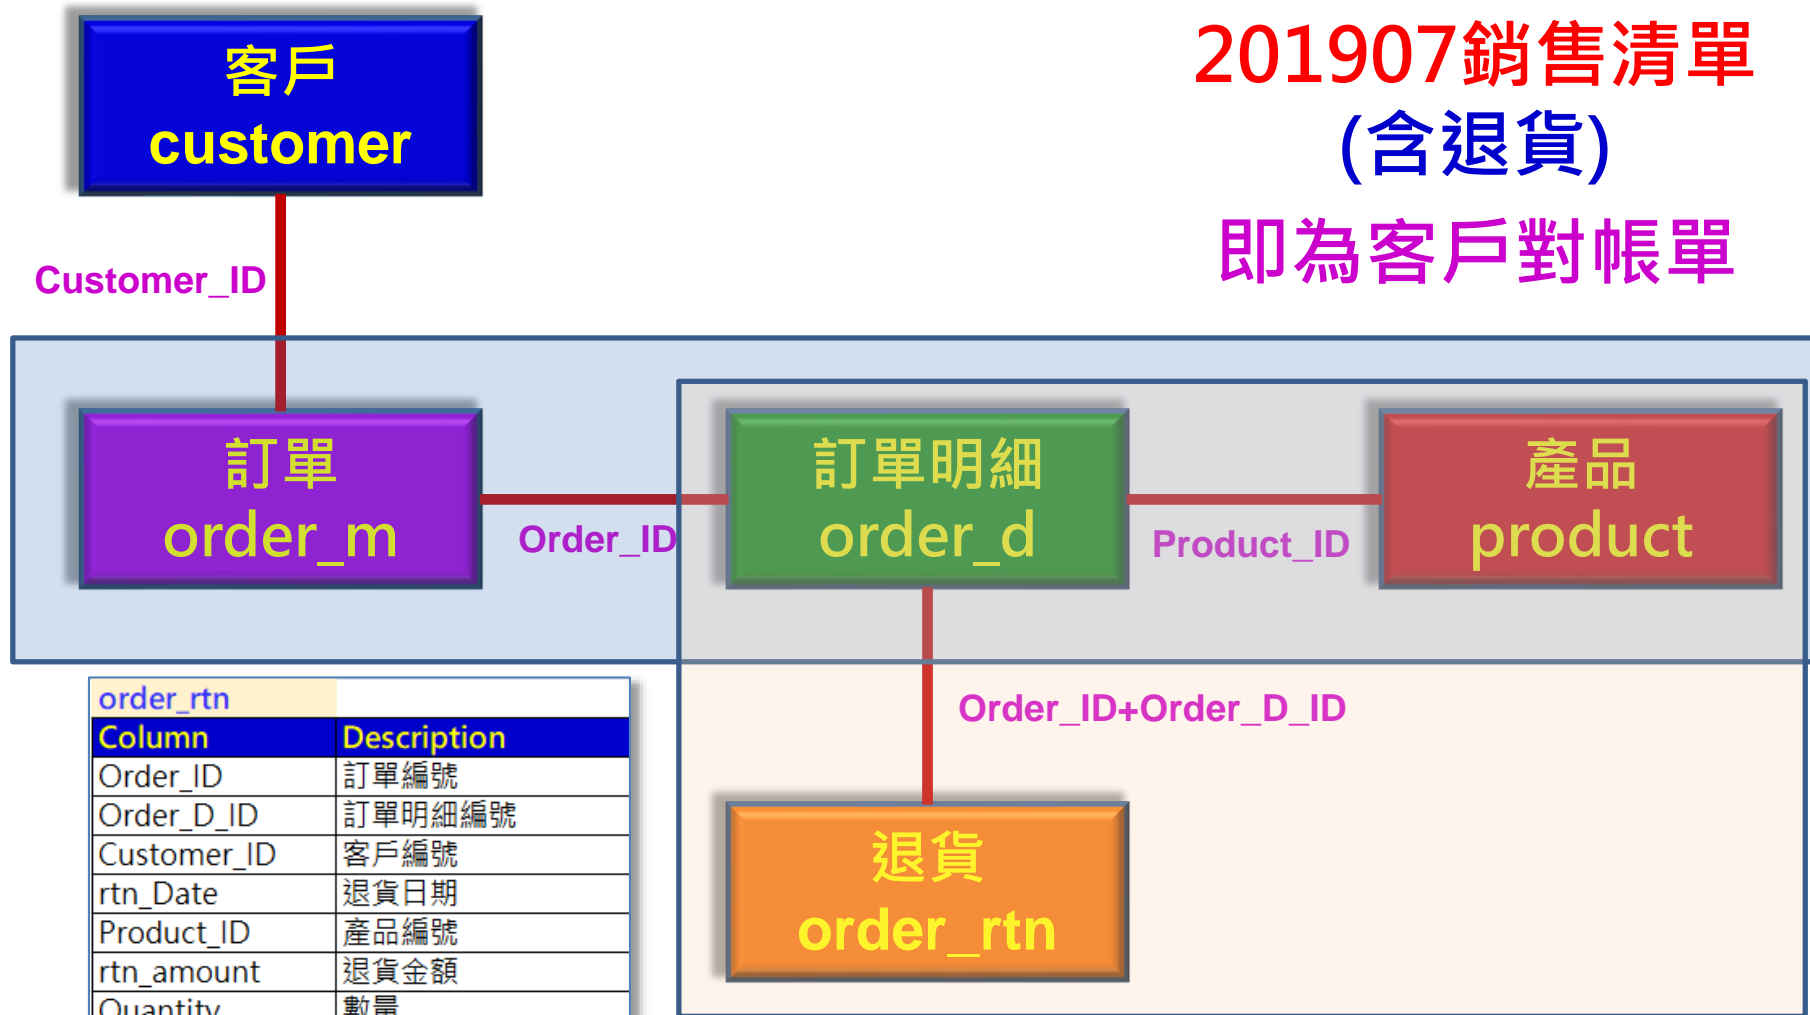 客戶
customer
201907銷售清單
(含退貨)
即為客戶對帳單
Customer_ID
訂單
order_m
Order_ID
訂單明細
order_d
Product_ID
產品
product
Order_ID+Order_D_ID
退貨
order_rtn
order_rtn
Column Description
Order_ID 訂單編號
Order_D_ID 訂單明細編號
Customer_ID 客戶編號
rtn_Date 退貨日期
Product_ID 產品編號
rtn_amount 退貨金額
Quantity 數量